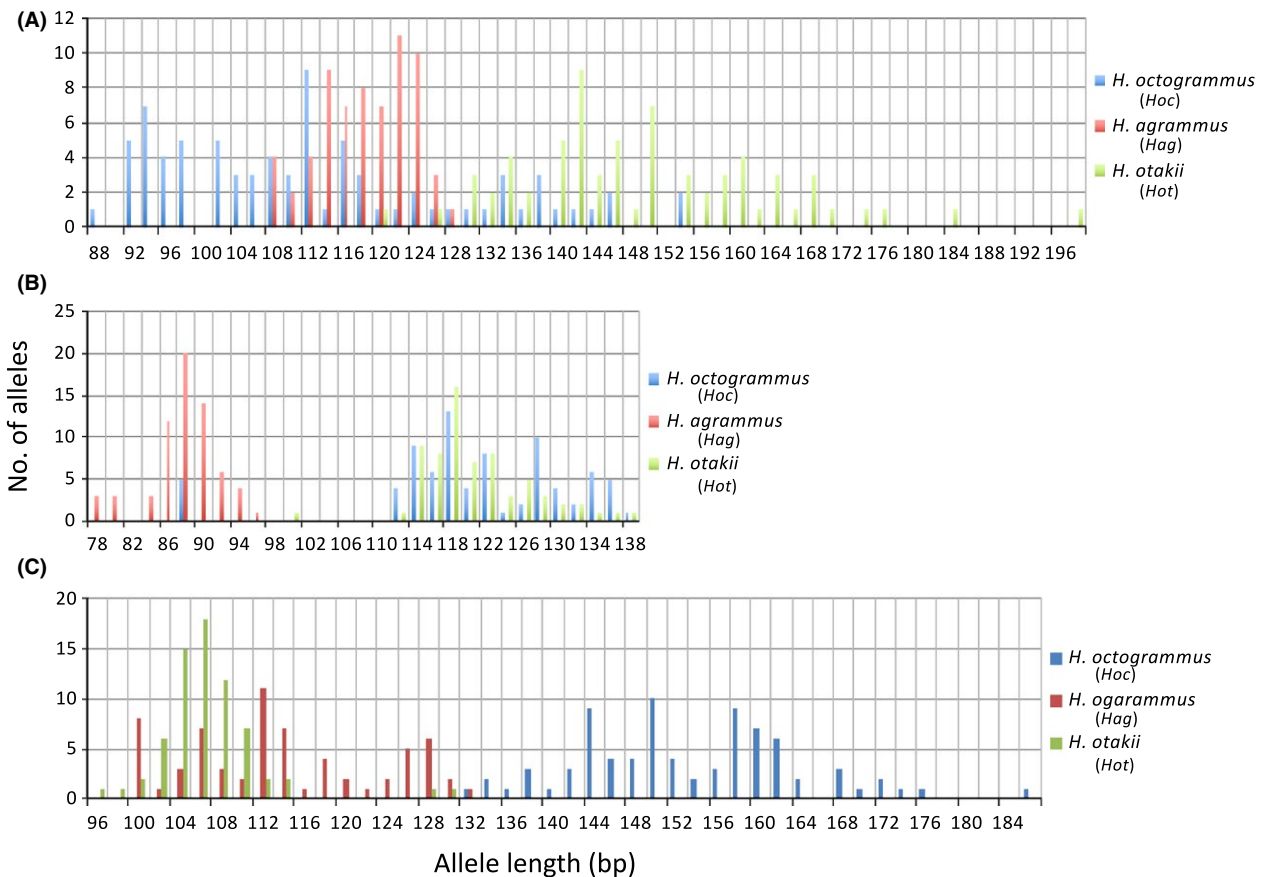 (A)
12
10
8
6
4
2
0
88 92 96 100 104 108 112 116 120 124 128 132 136 140 144 148 152 156 160 164 168 172 176 180 184 188 192 196
H. octogrammus
(Hoc)
H. agrammus
(Hag)
H. otakii
(Hot)
(B)
No. of alleles
25
20
15
10
5
0
78 82 86 90 94 98 102 106 110 114 118 122 126 130 134 138
H. octogrammus
(Hoc)
H. agrammus
(Hag)
H. otakii
(Hot)
(C)
20
15
10
5
0
96 100 104 108 112 116 120 124 128 132 136 140 144 148 152 156 160 164 168 172 176 180 184
H. octogrammus
(Hoc)
H. ogarammus
(Hag)
H. otakii
(Hot)
Allele length (bp)